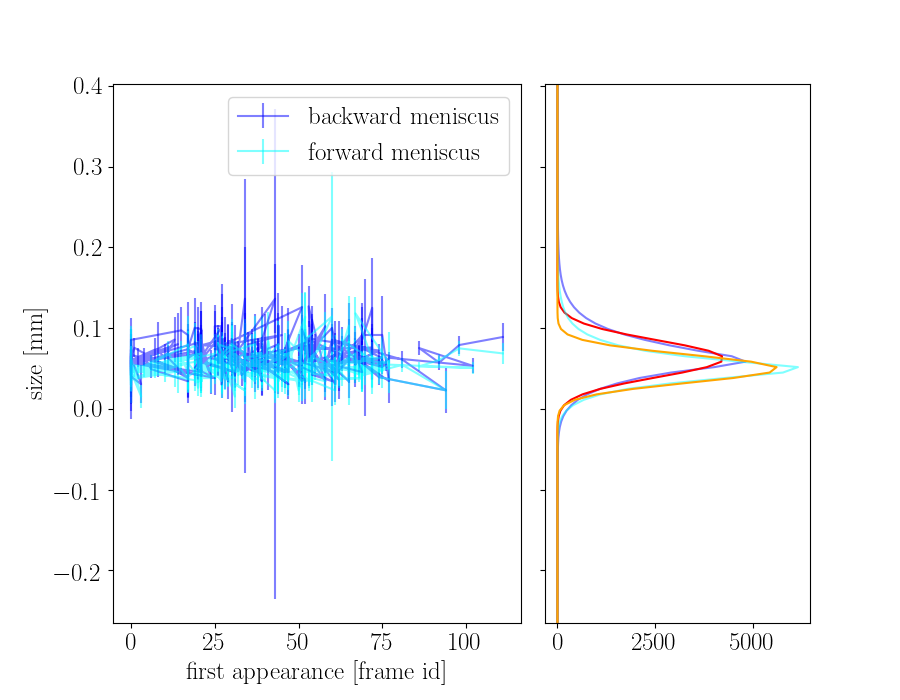 backward meniscus
forward meniscus
size [mm]
0.4
0.3
0.2
0.1
0.0
−0.1
−0.2
0 25 50 75 100
first appearance [frame id]
0 2500 5000